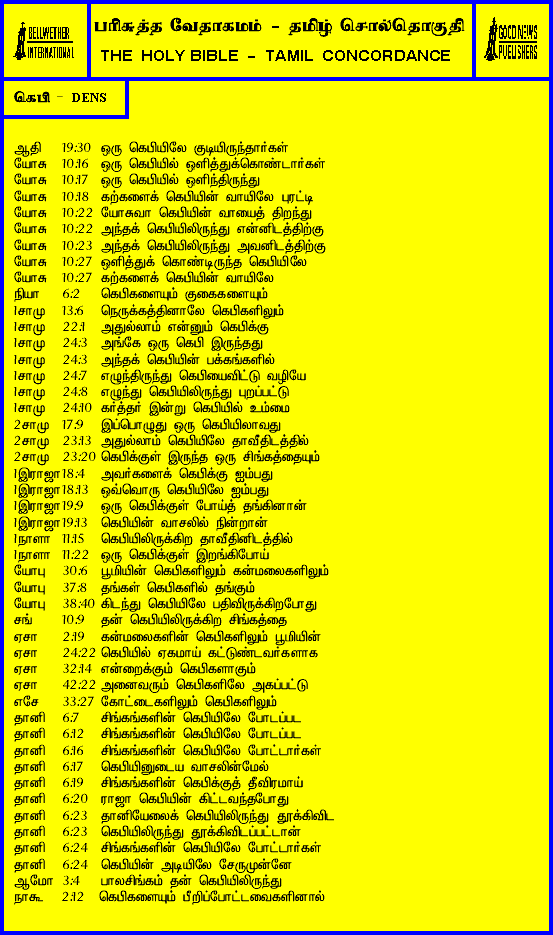 BELLWETHER INTERNATIONAL
பரிசுத்த வேதாகமம் - தமிழ் சொல்தொகுதி
THE HOLY BIBLE - TAMIL CONCORDANCE
GOOD NEWS PUBLISHERS
கெபி - DENS
ஆதி 19:30 ஒரு கெபியிலே குடியிருந்தார்கள்
யோசு 10:16 ஒரு கெபியில் ஒளித்துக்கொண்டார்கள்
யோசு 10:17 ஒரு கெபியில் ஒளிந்திருந்து
யோசு 10:18 கற்களைக் கெபியின் வாயிலே புரட்டி
யோசு 10:22 யோசுவா கெபியின் வாயைத் திறந்து
யோசு 10:22 அந்தக் கெபியிலிருந்து என்னிடத்திற்கு
யோசு 10:23 அந்தக் கெபியிலிருந்து அவனிடத்திற்கு
யோசு 10:27 ஒளித்துக் கொண்டிருந்த கெபியிலே
யோசு 10:27 கற்களைக் கெபியின் வாயிலே
நியா 6:2 கெபிகளையும் குகைகளையும்
1சாமு 13:6 நெருக்கத்தினாலே கெபிகளிலும்
1சாமு 22:1 அதுல்லாம் என்னும் கெபிக்கு
1சாமு 24:3 அங்கே ஒரு கெபி இருந்தது
1சாமு 24:3 அந்தக் கெபியின் பக்கங்களில்
1சாமு 24:7 எழுந்திருந்து கெபியைவிட்டு வழியே
1சாமு 24:8 எழுந்து கெபியிலிருந்து புறப்பட்டு
1சாமு 24:10 கர்த்தர் இன்று கெபியில் உம்மை
2சாமு 17:9 இப்பொழுது ஒரு கெபியிலாவது
2சாமு 23:13 அதுல்லாம் கெபியிலே தாவீதிடத்தில்
2சாமு 23:20 கெபிக்குள் இருந்த ஒரு சிங்கத்தையும்
1இராஜா 18:4 அவர்களைக் கெபிக்கு ஐம்பது
1இராஜா 18:13 ஒவ்வொரு கெபியிலே ஐம்பது
1இராஜா 19:9 ஒரு கெபிக்குள் போய்த் தங்கினான்
1இராஜா 19:13 கெபியின் வாசலில் நின்றான்
1நாளா 11:15 கெபியிலிருக்கிற தாவீதினிடத்தில்
1நாளா 11:22 ஒரு கெபிக்குள் இறங்கிபோய்
யோபு 30:6 பூமியின் கெபிகளிலும் கன்மலைகளிலும்
யோபு 37:8 தங்கள் கெபிகளில் தங்கும்
யோபு 38:40 கிடந்து கெபியிலே பதிவிருக்கிறபோது
சங் 10:9 தன் கெபியிலிருக்கிற சிங்கத்தை
ஏசா 2:19 கன்மலைகளின் கெபிகளிலும் பூமியின்
ஏசா 24:22 கெபியில் ஏகமாய் கட்டுண்டவர்களாக
ஏசா 32:14 என்றைக்கும் கெபிகளாகும்
ஏசா 42:22 அனைவரும் கெபிகளிலே அகப்பட்டு
எசே 33:27 கோட்டைகளிலும் கெபிகளிலும்
தானி 6:7 சிங்கங்களின் கெபியிலே போடப்பட
தானி 6:12 சிங்கங்களின் கெபியிலே போடப்பட
தானி 6:16 சிங்கங்களின் கெபியிலே போட்டார்கள்
தானி 6:17 கெபியினுடைய வாசலின்மேல்
தானி 6:19 சிங்கங்களின் கெபிக்குத் தீவிரமாய்
தானி 6:20 ராஜா கெபியின் கிட்டவந்தபோது
தானி 6:23 தானியேலைக் கெபியிலிருந்து தூக்கிவிட
தானி 6:23 கெபியிலிருந்து தூக்கிவிடப்பட்டான்
தானி 6:24 சிங்கங்களின் கெபியிலே போட்டார்கள்
தானி 6:24 கெபியின் அடியிலே சேருமுன்னே
ஆமோ 3:4 பாலசிங்கம் தன் கெபியிலிருந்து
நாகூ 2:12 கெபிகளையும் பீறிப்போட்டவைகளினால்